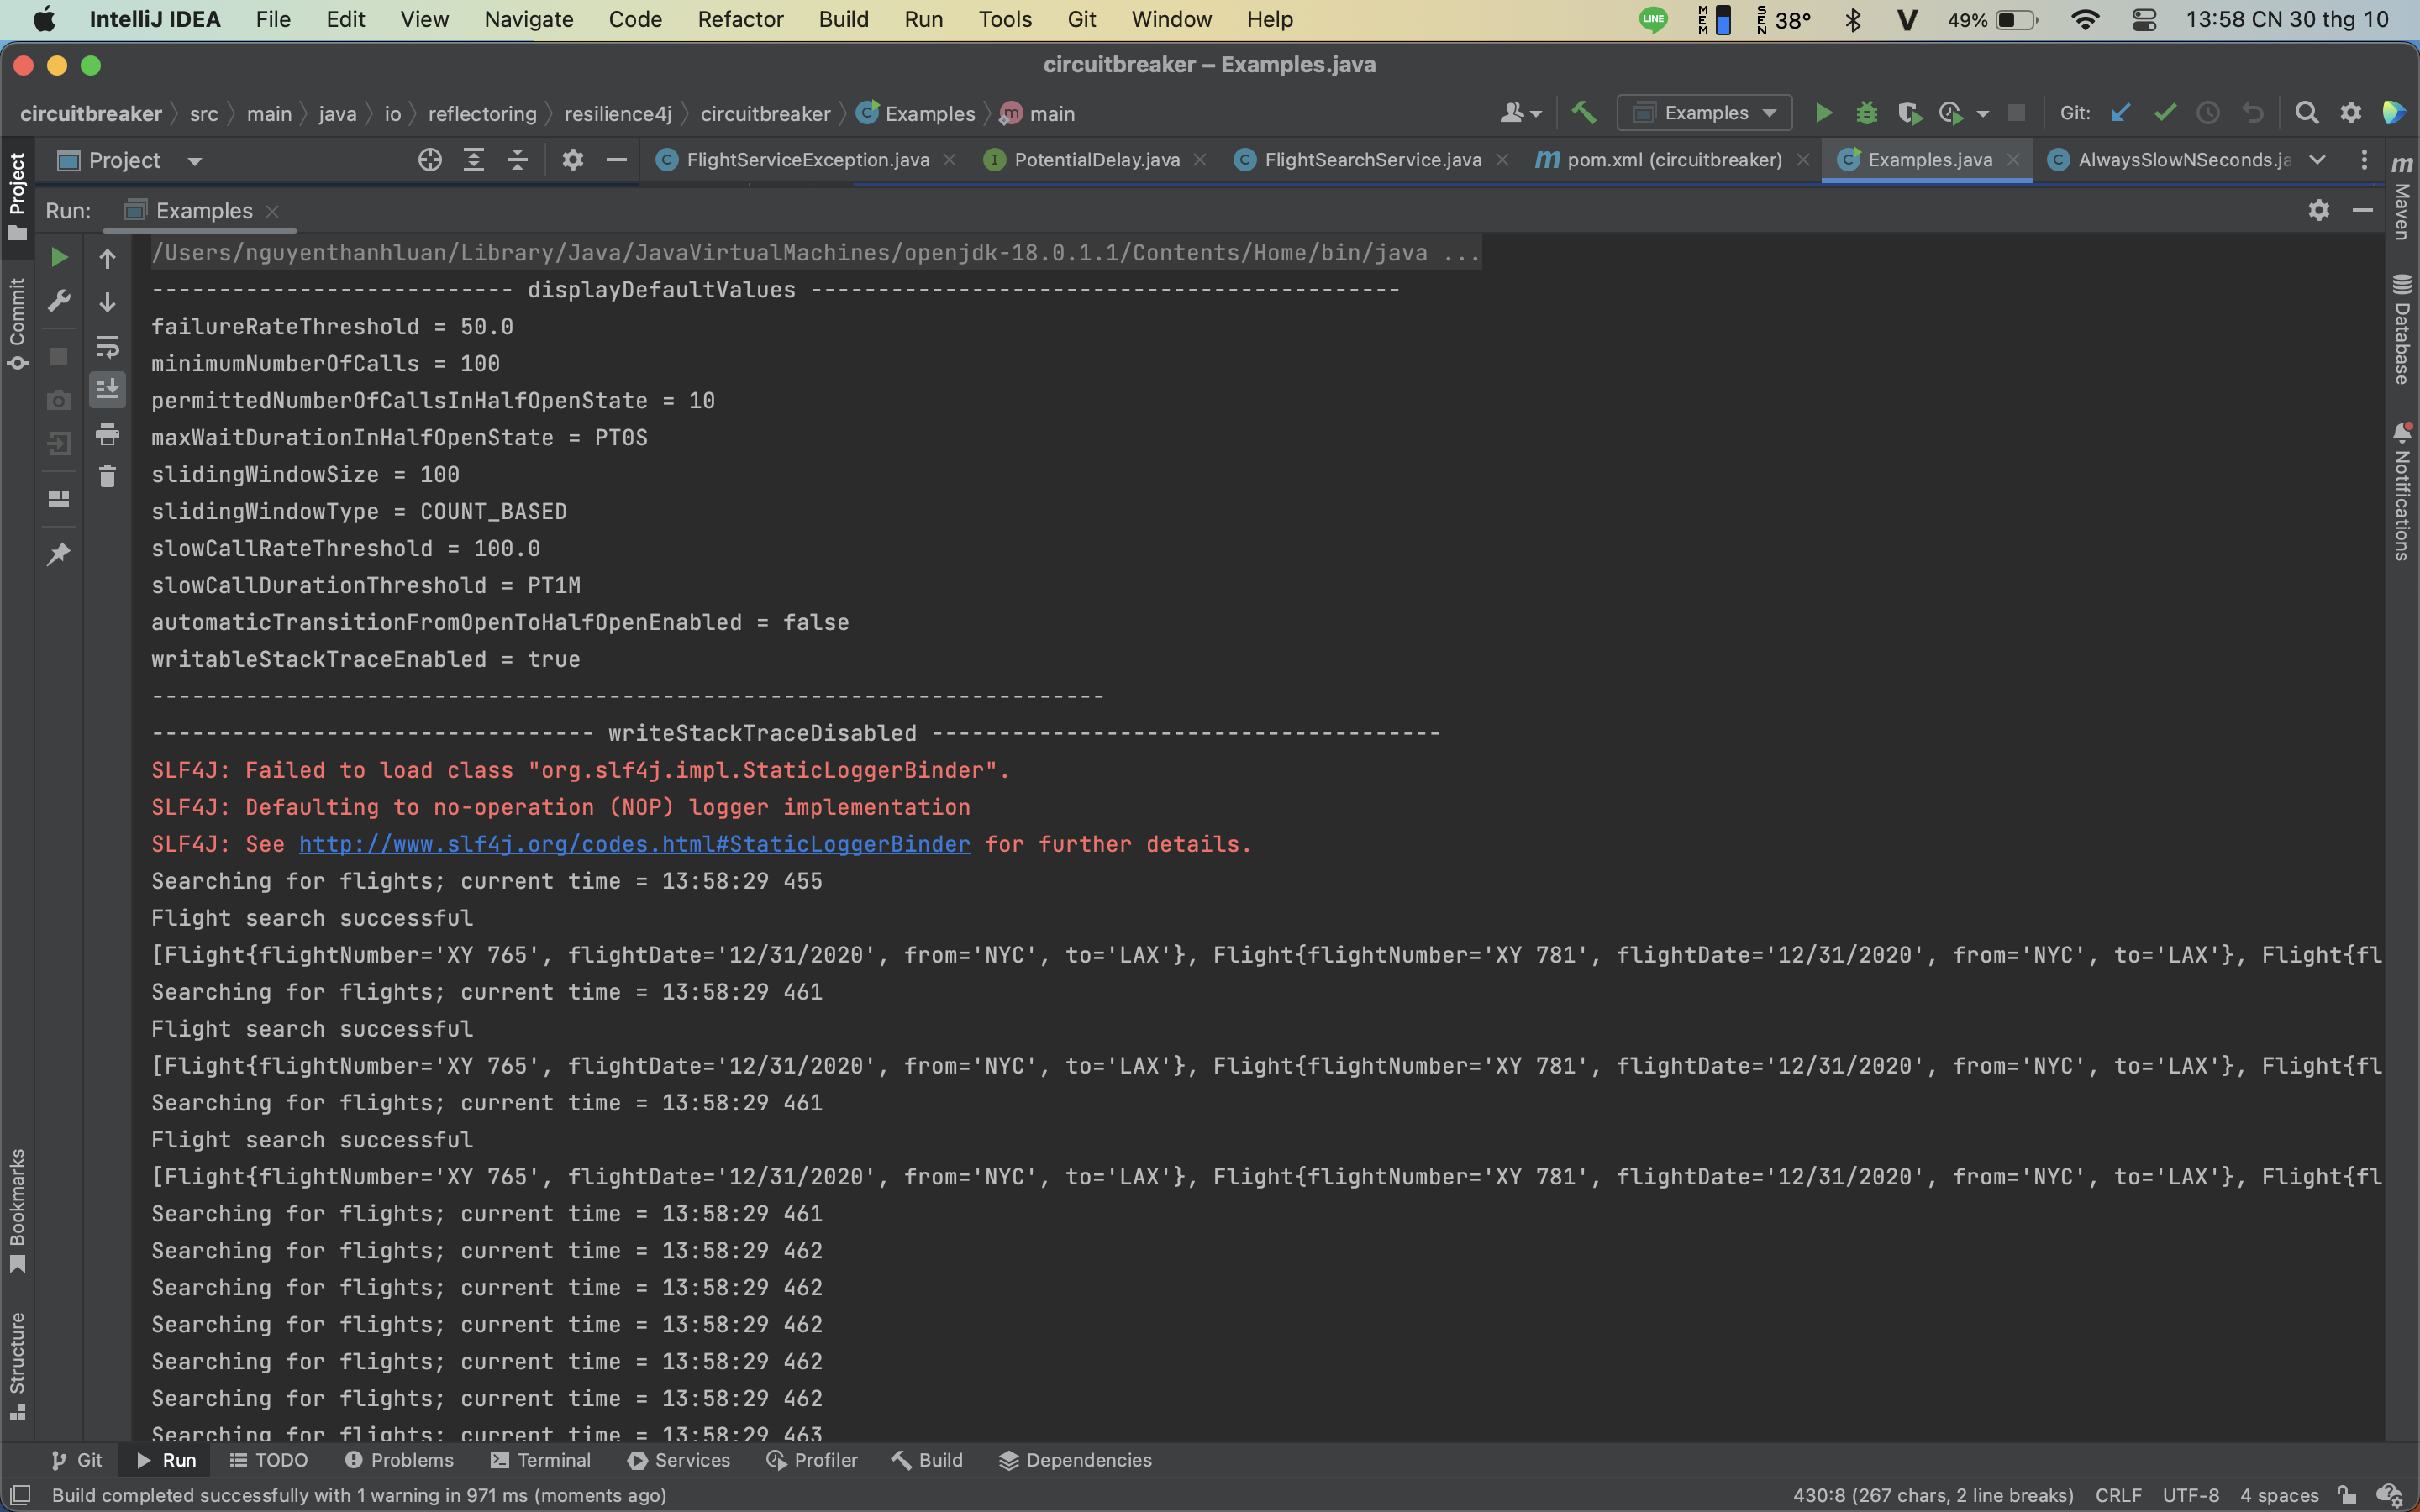 IntelliJ IDEA File Edit View Navigate Code Refactor Build Run Tools Git Window Help LINE MEM SEN 38° V 49% 13:58 CN 30 thg 10
circuitbreaker – Examples.java
circuitbreaker src main java io reflectoring resilience4j circuitbreaker Examples main Examples Git:
Project FlightServiceException.java PotentialDelay.java FlightSearchService.java pom.xml (circuitbreaker) Examples.java AlwaysSlowNSeconds.ja
Run: Examples
/Users/nguyenthanhluan/Library/Java/JavaVirtualMachines/openjdk-18.0.1.1/Contents/Home/bin/java ...
--------------------------- displayDefaultValues --------------------------------------------
failureRateThreshold = 50.0
minimumNumberOfCalls = 100
permittedNumberOfCallsInHalfOpenState = 10
maxWaitDurationInHalfOpenState = PT0S
slidingWindowSize = 100
slidingWindowType = COUNT_BASED
slowCallRateThreshold = 100.0
slowCallDurationThreshold = PT1M
automaticTransitionFromOpenToHalfOpenEnabled = false
writableStackTraceEnabled = true
-----------------------------------------------------------------------
----------------------------------- writeStackTraceDisabled --------------------------------------
SLF4J: Failed to load class "org.slf4j.impl.StaticLoggerBinder".
SLF4J: Defaulting to no-operation (NOP) logger implementation
SLF4J: See http://www.slf4j.org/codes.html#StaticLoggerBinder for further details.
Searching for flights; current time = 13:58:29 455
Flight search successful
[Flight{flightNumber='XY 765', flightDate='12/31/2020', from='NYC', to='LAX'}, Flight{flightNumber='XY 781', flightDate='12/31/2020', from='NYC', to='LAX'}, Flight{fl
Searching for flights; current time = 13:58:29 461
Flight search successful
[Flight{flightNumber='XY 765', flightDate='12/31/2020', from='NYC', to='LAX'}, Flight{flightNumber='XY 781', flightDate='12/31/2020', from='NYC', to='LAX'}, Flight{fl
Searching for flights; current time = 13:58:29 461
Flight search successful
[Flight{flightNumber='XY 765', flightDate='12/31/2020', from='NYC', to='LAX'}, Flight{flightNumber='XY 781', flightDate='12/31/2020', from='NYC', to='LAX'}, Flight{fl
Searching for flights; current time = 13:58:29 461
Searching for flights; current time = 13:58:29 462
Searching for flights; current time = 13:58:29 462
Searching for flights; current time = 13:58:29 462
Searching for flights; current time = 13:58:29 462
Searching for flights; current time = 13:58:29 462
Searching for flights; current time = 13:58:29 463
Project
Commit
Bookmarks
Structure
Maven
Database
Notifications
Git Run TODO Problems Terminal Services Profiler Build Dependencies
Build completed successfully with 1 warning in 971 ms (moments ago) 430:8 (267 chars, 2 line breaks) CRLF UTF-8 4 spaces